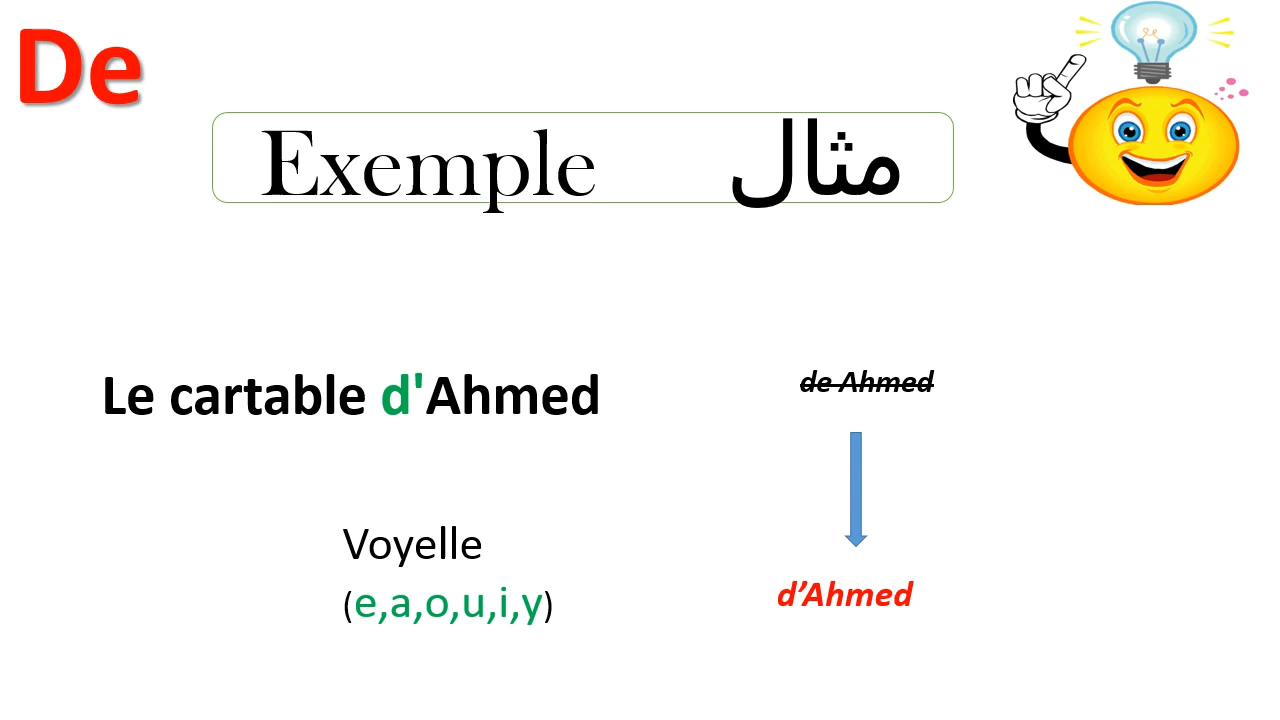 De
Exemple مثال
Le cartable d'Ahmed
de Ahmed
Voyelle
(e,a,o,u,i,y)
d’Ahmed